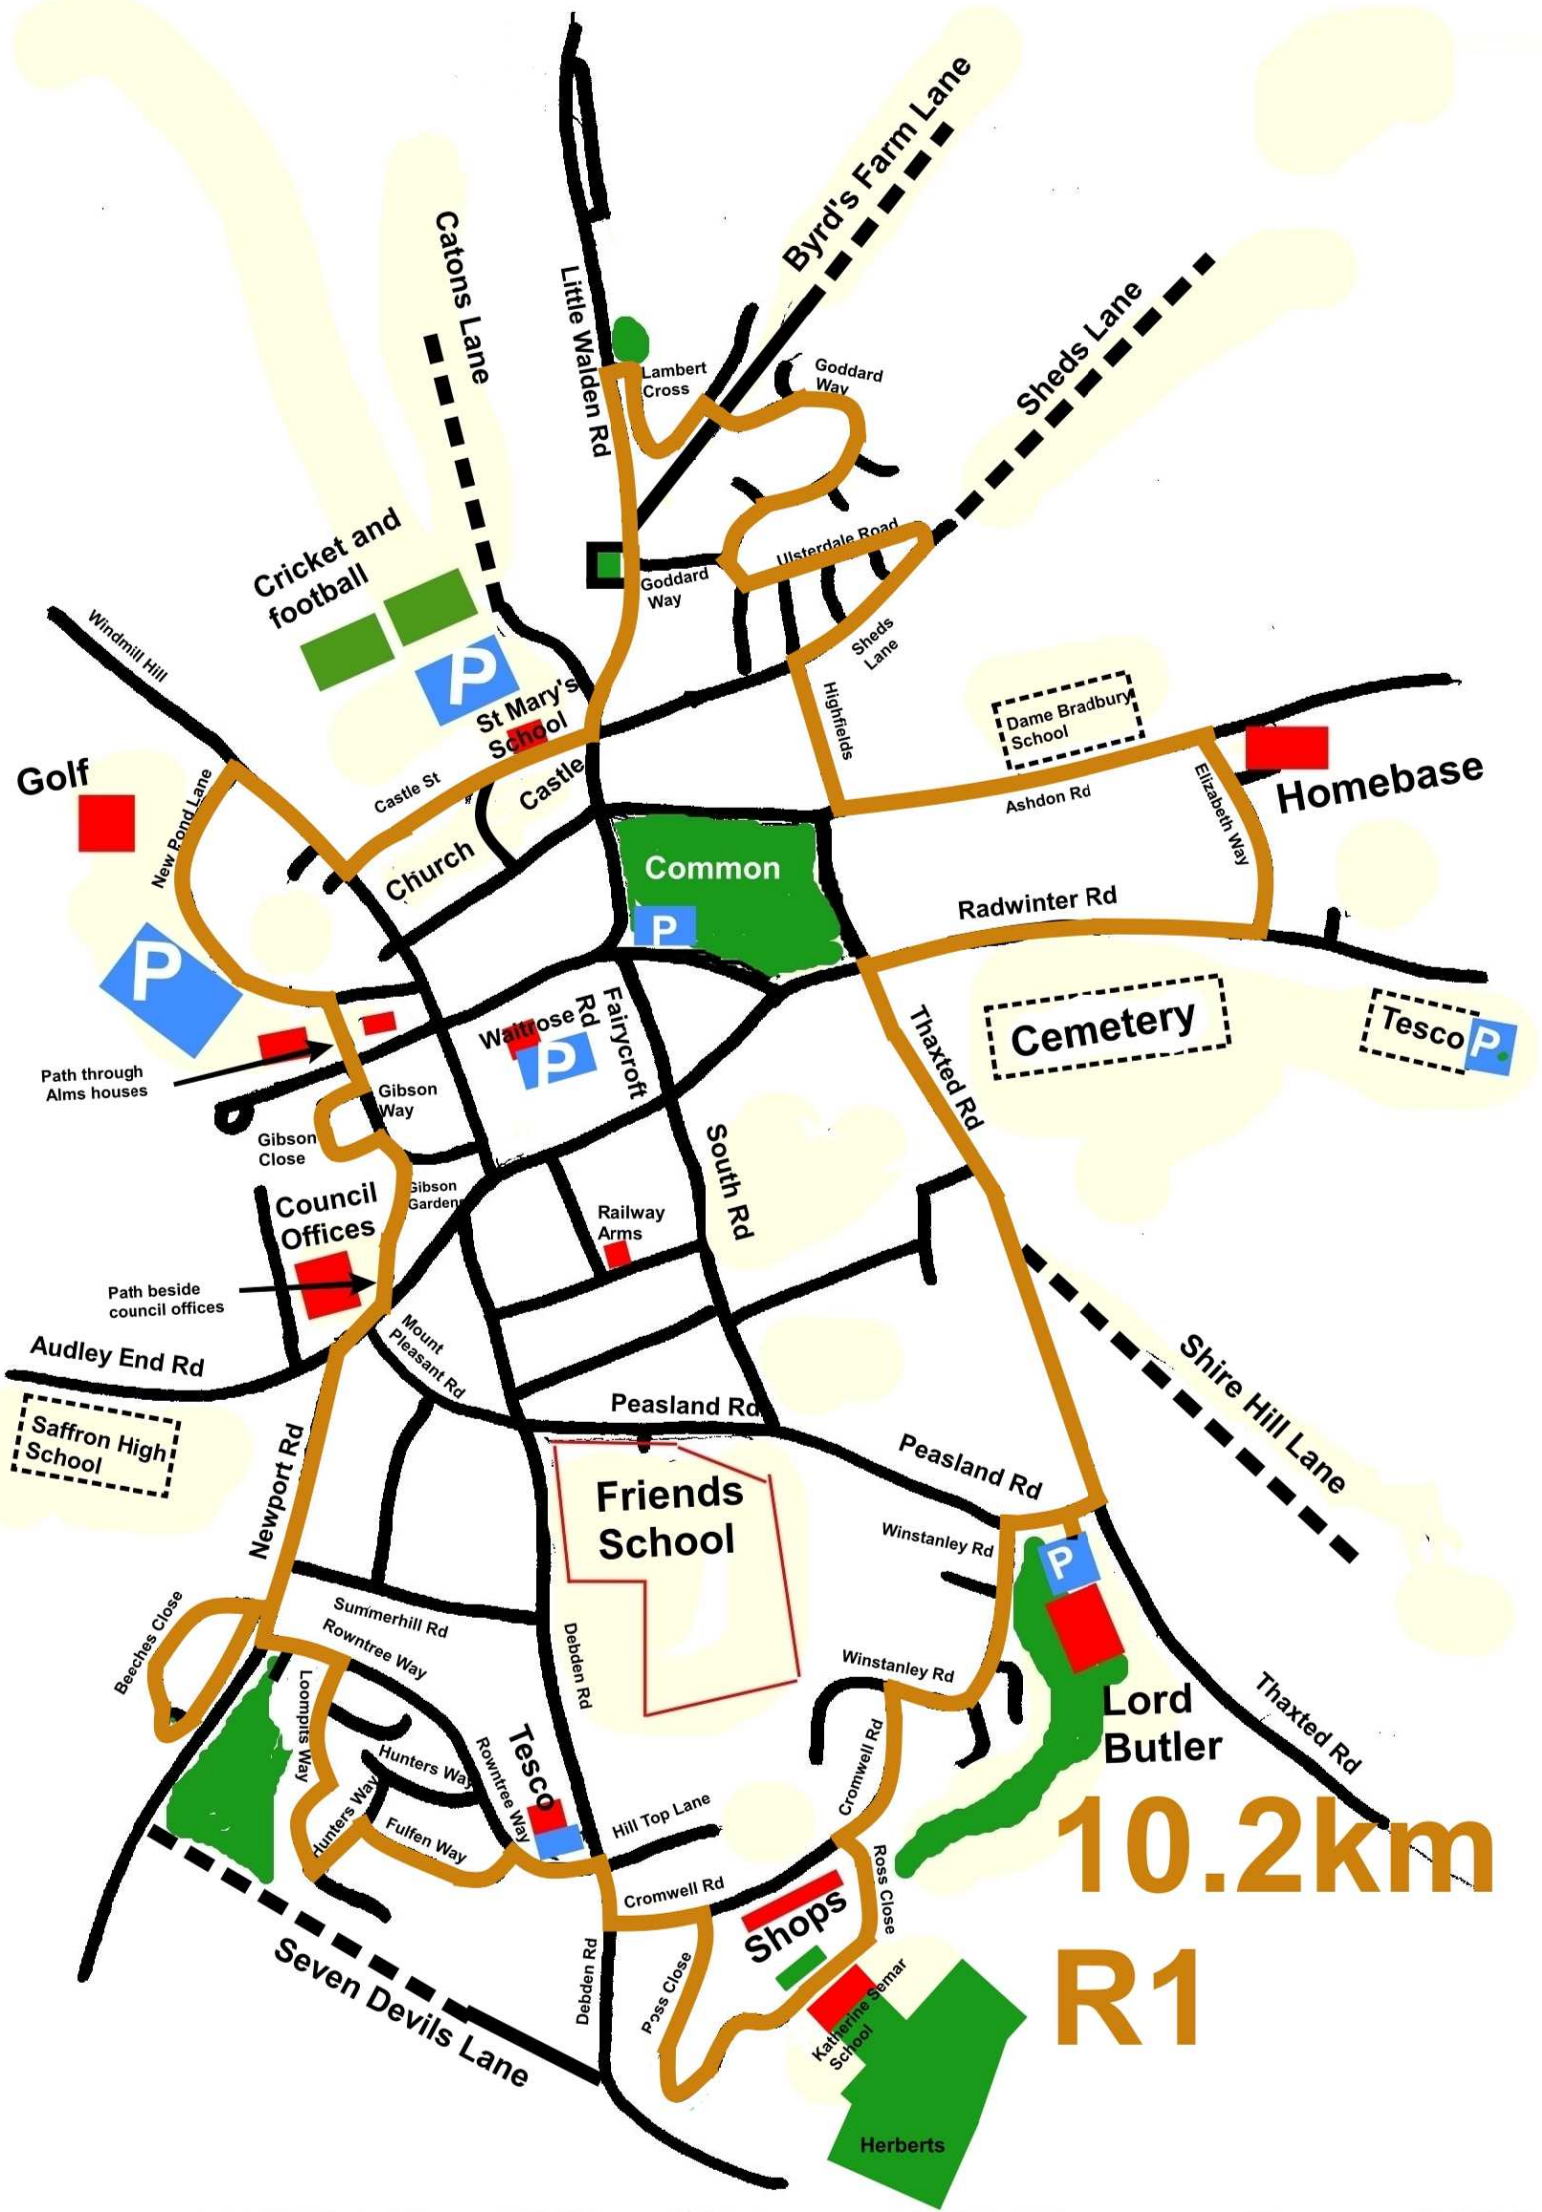 Byrd's Farm Lane
Catons Lane
Little Walden Rd
Sheds Lane
Lambert
Cross
Goddard
Way
Cricket and
football
Ulsterdale Road
Goddard
Way
Windmill Hill
P
St Mary's
School
Sheds
Lane
Highfields
Dame Bradbury
School
Golf
New Pond Lane
Castle St
Castle
Ashdon Rd
Elizabeth Way
Homebase
Church
Common
P
Radwinter Rd
P
Waitrose
P
Fairycroft
Rd
Thaxted Rd
Cemetery
Tesco
P
Path through
Alms houses
Gibson
Way
Gibson
Close
Gibson
Gardens
South Rd
Council
Offices
Railway
Arms
Path beside
council offices
Mount
Pleasant Rd
Audley End Rd
Shire Hill Lane
Saffron High
School
Peasland Rd
Newport Rd
Friends
School
Peasland Rd
Winstanley Rd
P
Beeches Close
Summerhill Rd
Rowntree Way
Debden Rd
Winstanley Rd
Loompits Way
Lord
Butler
Thaxted Rd
Tesco
Hunters Way
Rowntree Way
Cromwell Rd
Hunters Way
Fulfen Way
Hill Top Lane
10.2km
Cromwell Rd
Ross Close
Shops
Seven Devils Lane
Debden Rd
Ross Close
Katherine Semar
School
R1
Herberts